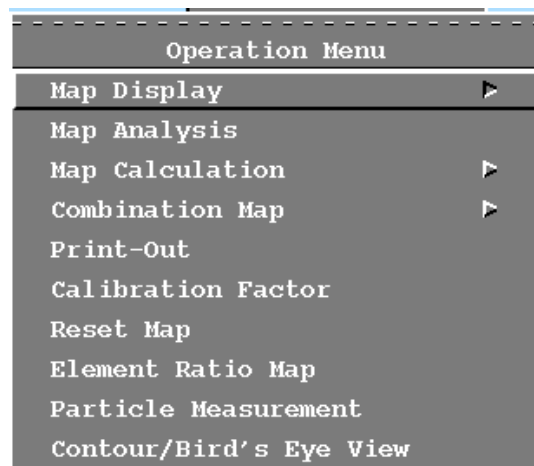 Operation Menu
Map Display
Map Analysis
Map Calculation
Combination Map
Print-Out
Calibration Factor
Reset Map
Element Ratio Map
Particle Measurement
Contour/Bird's Eye View